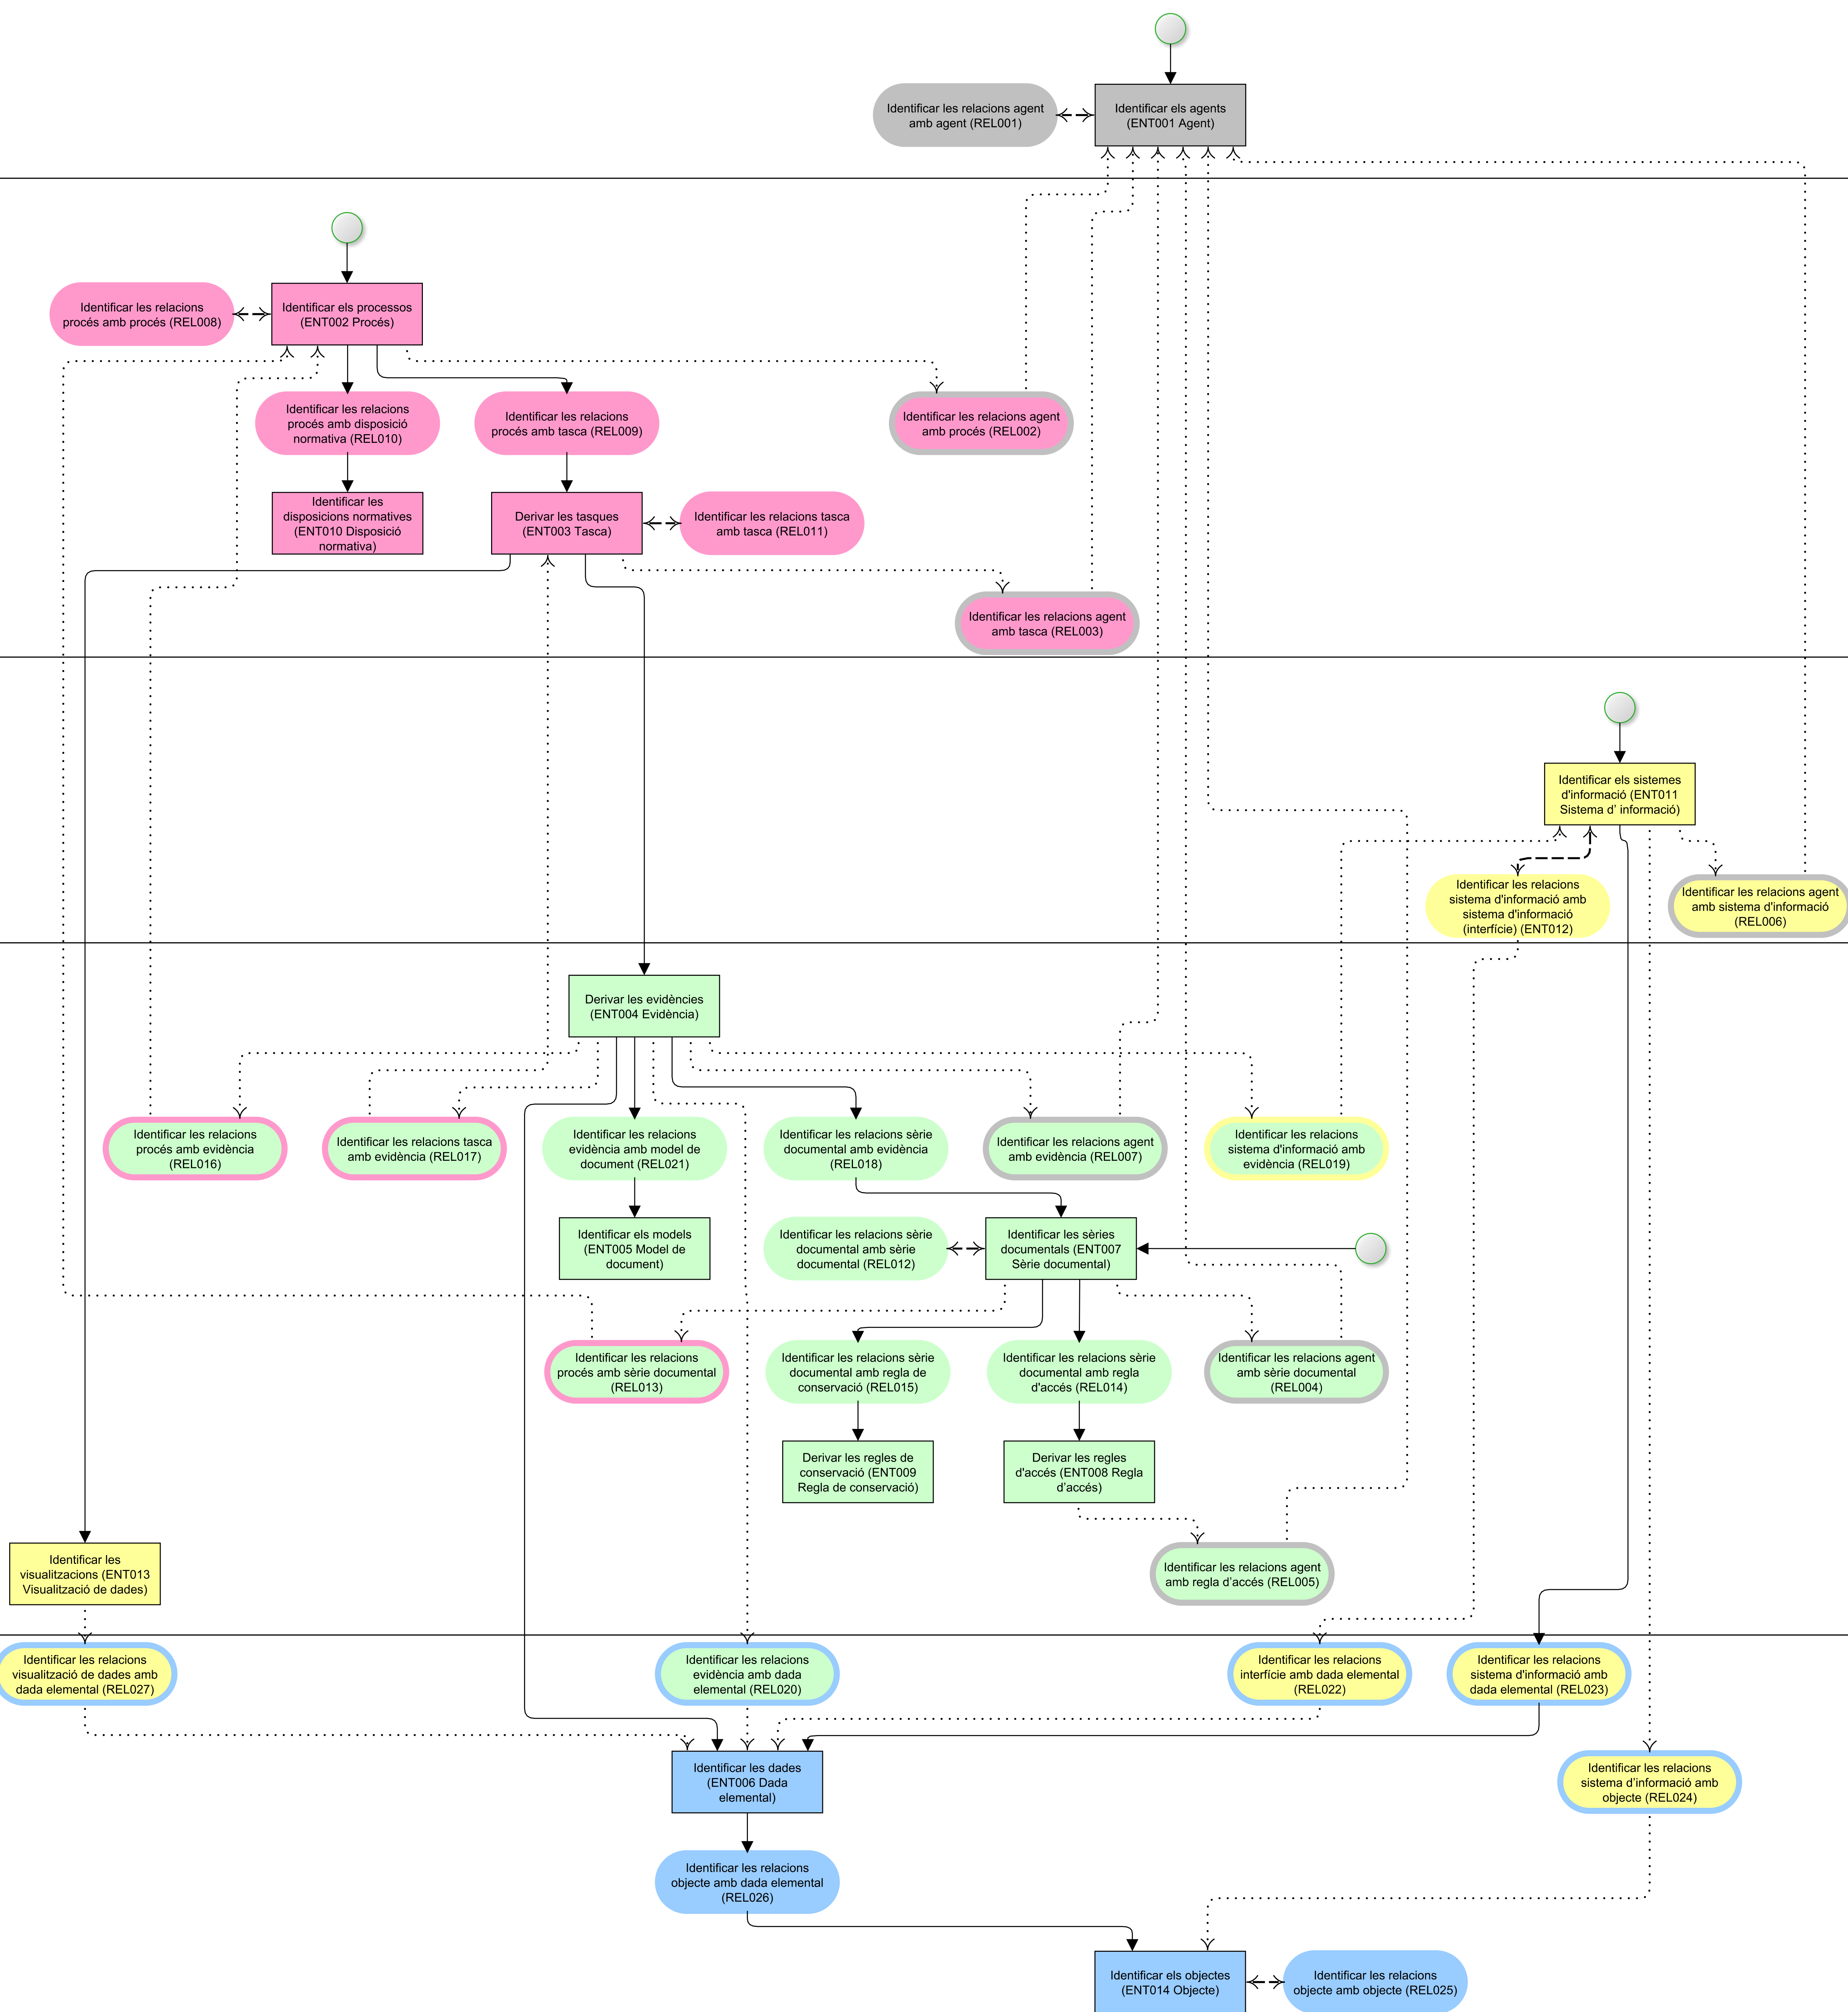 Identificar les relacions agent
amb agent (REL001)
Identificar els agents
(ENT001 Agent)
Identificar les relacions
procés amb procés (REL008)
Identificar els processos
(ENT002 Procés)
Identificar les relacions
procés amb disposició
normativa (REL010)
Identificar les relacions
procés amb tasca (REL009)
Identificar les relacions agent
amb procés (REL002)
Identificar les
disposicions normatives
(ENT010 Disposició
normativa)
Derivar les tasques
(ENT003 Tasca)
Identificar les relacions tasca
amb tasca (REL011)
Identificar les relacions agent
amb tasca (REL003)
Identificar els sistemes
d'informació (ENT011
Sistema d’ informació)
Identificar les relacions
sistema d'informació amb
sistema d'informació
(interfície) (ENT012)
Identificar les relacions agent
amb sistema d'informació
(REL006)
Derivar les evidències
(ENT004 Evidència)
Identificar les relacions
procés amb evidència
(REL016)
Identificar les relacions tasca
amb evidència (REL017)
Identificar les relacions
evidència amb model de
document (REL021)
Identificar les relacions sèrie
documental amb evidència
(REL018)
Identificar les relacions agent
amb evidència (REL007)
Identificar les relacions
sistema d'informació amb
evidència (REL019)
Identificar els models
(ENT005 Model de
document)
Identificar les relacions sèrie
documental amb sèrie
documental (REL012)
Identificar les sèries
documentals (ENT007
Sèrie documental)
Identificar les relacions
procés amb sèrie documental
(REL013)
Identificar les relacions sèrie
documental amb regla de
conservació (REL015)
Identificar les relacions sèrie
documental amb regla
d'accés (REL014)
Identificar les relacions agent
amb sèrie documental
(REL004)
Derivar les regles de
conservació (ENT009
Regla de conservació)
Derivar les regles
d'accés (ENT008 Regla
d’accés)
Identificar les
visualitzacions (ENT013
Visualització de dades)
Identificar les relacions agent
amb regla d’accés (REL005)
Identificar les relacions
visualització de dades amb
dada elemental (REL027)
Identificar les relacions
evidència amb dada
elemental (REL020)
Identificar les relacions
interfície amb dada elemental
(REL022)
Identificar les relacions
sistema d'informació amb
dada elemental (REL023)
Identificar les dades
(ENT006 Dada
elemental)
Identificar les relacions
sistema d’informació amb
objecte (REL024)
Identificar les relacions
objecte amb dada elemental
(REL026)
Identificar els objectes
(ENT014 Objecte)
Identificar les relacions
objecte amb objecte (REL025)